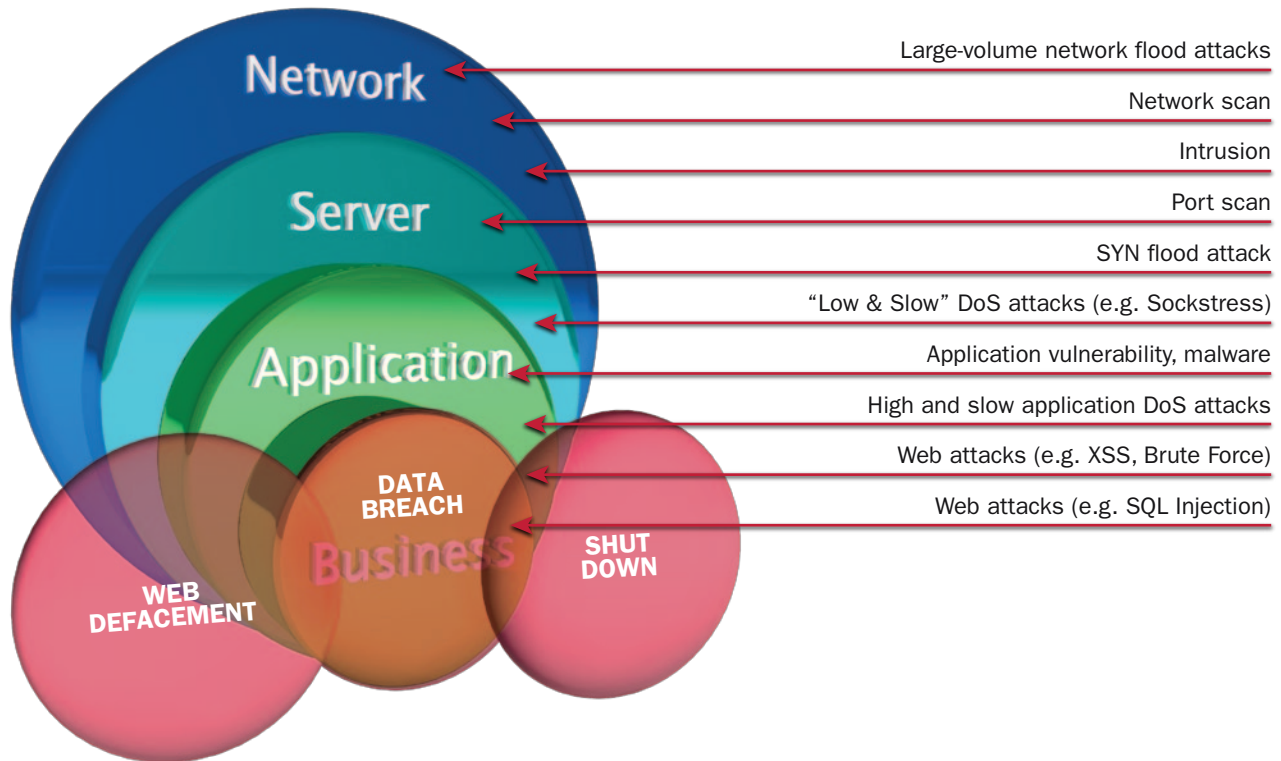 Network
Large-volume network flood attacks
Network scan
Intrusion
Server
Port scan
SYN flood attack
“Low & Slow” DoS attacks (e.g. Sockstress)
Application
Application vulnerability, malware
High and slow application DoS attacks
Web attacks (e.g. XSS, Brute Force)
Web attacks (e.g. SQL Injection)
DATA
BREACH
Business
SHUT
DOWN
WEB
DEFACEMENT